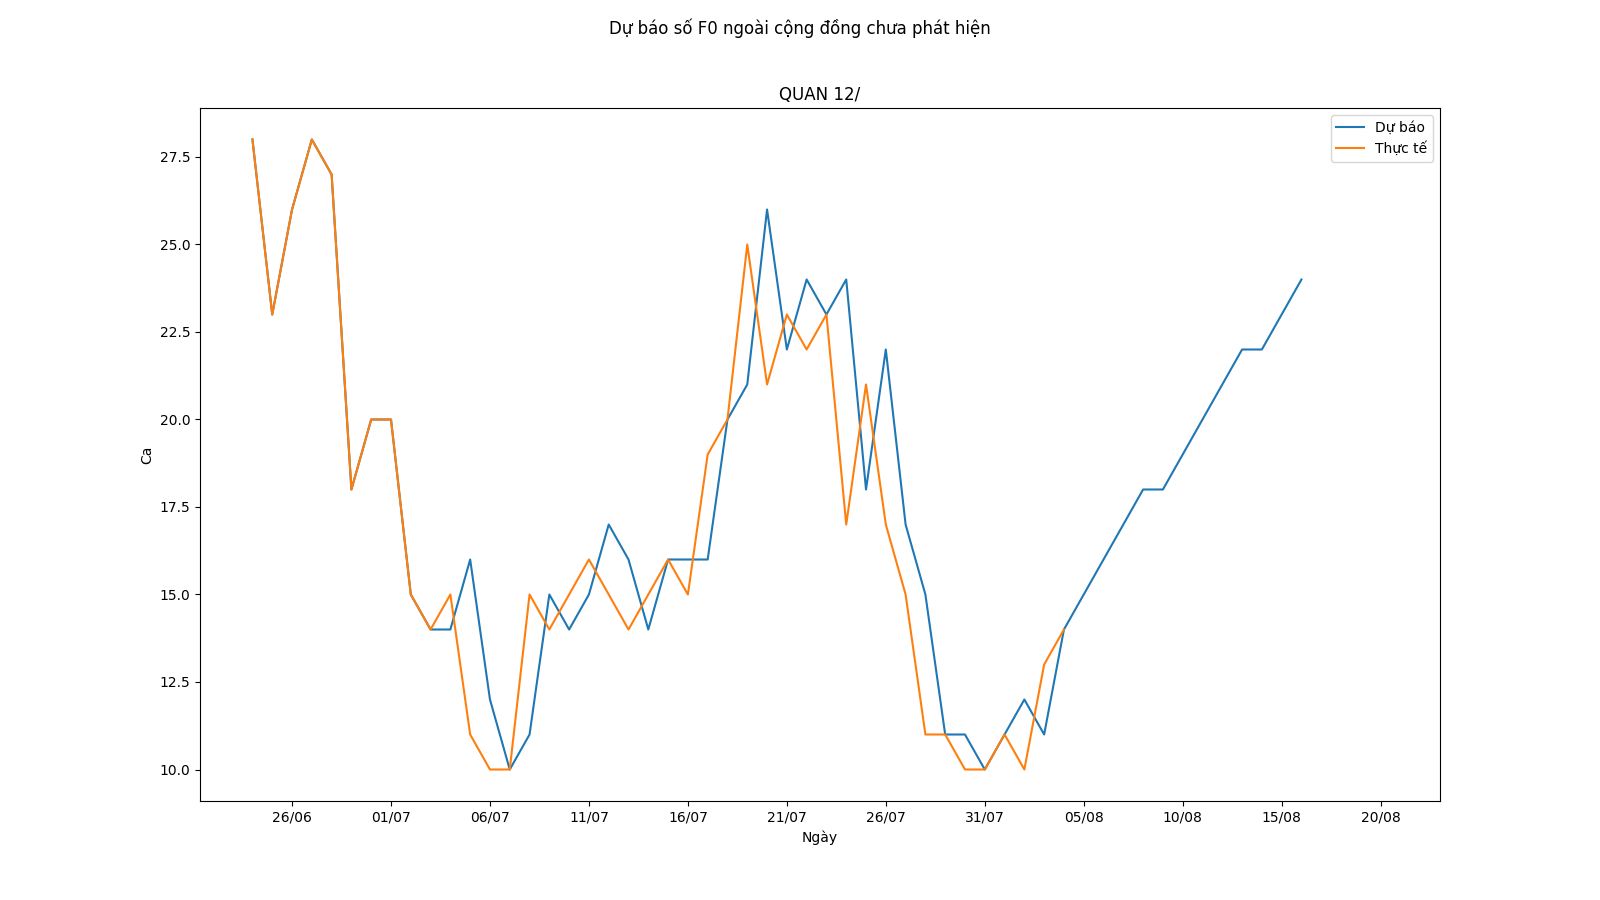 Dự báo số F0 ngoài cộng đồng chưa phát hiện
QUAN 12/
Dự báo
Thực tế
27.5
25.0
22.5
20.0
17.5
15.0
12.5
10.0
Ca
26/06 01/07 06/07 11/07 16/07 21/07 26/07 31/07 05/08 10/08 15/08 20/08
Ngày